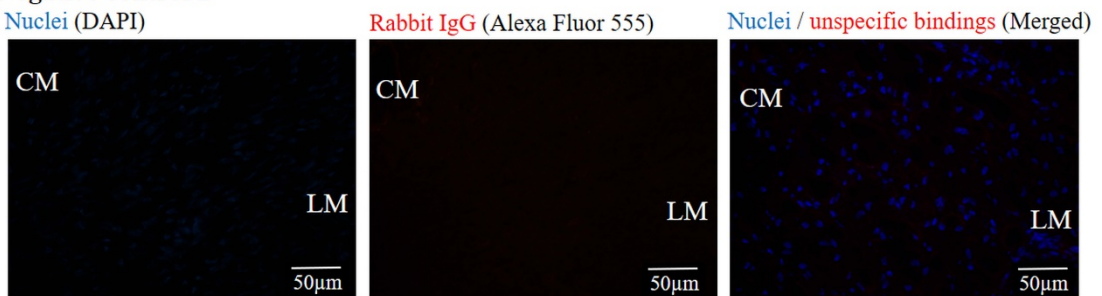 Nuclei (DAPI)
Rabbit IgG (Alexa Fluor 555)
Nuclei / unspecific bindings (Merged)
CM
LM
50µm
CM
LM
50µm
CM
LM
50µm